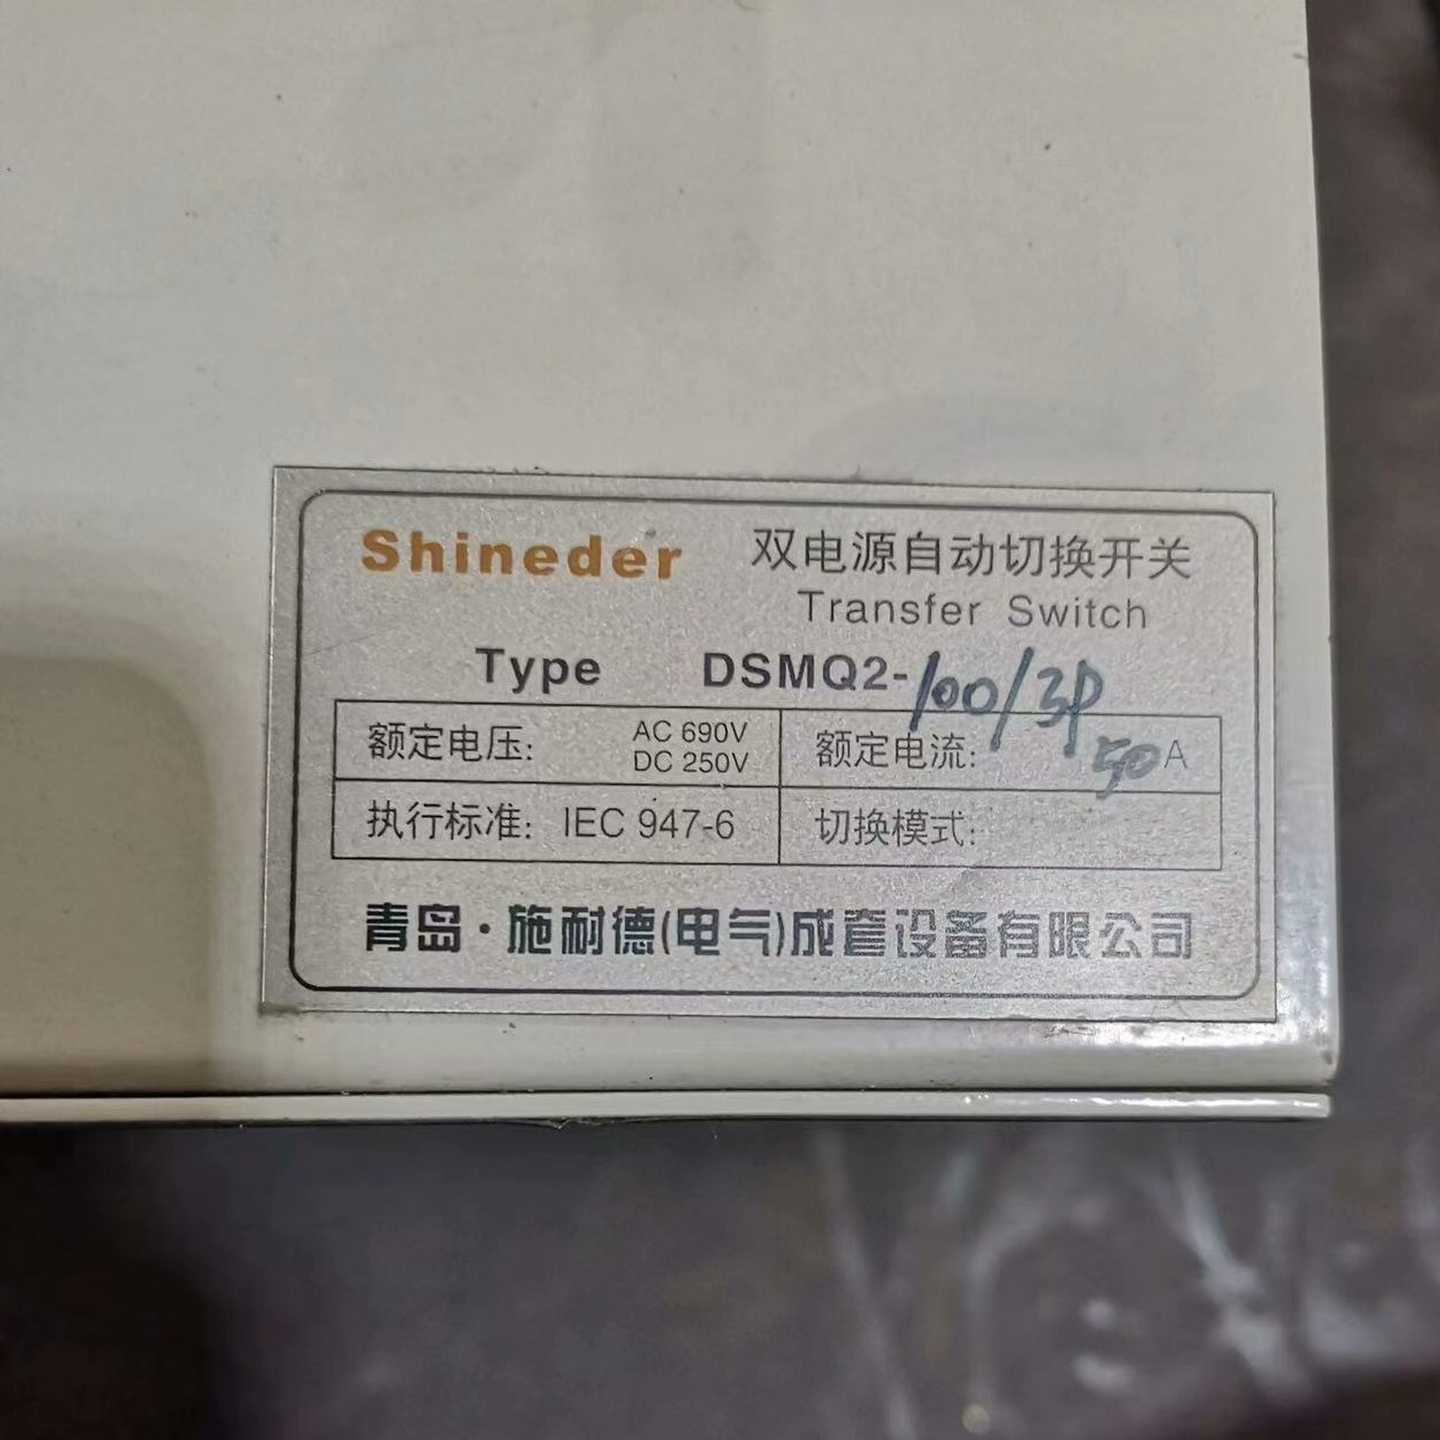 Shineder 双电源自动切换开关
Transfer Switch
Type DSMQ2-100/3P
额定电压: AC 690V
DC 250V
额定电流: 50A
执行标准: IEC 947-6
切换模式:
青岛·施耐德(电气)成套设备有限公司